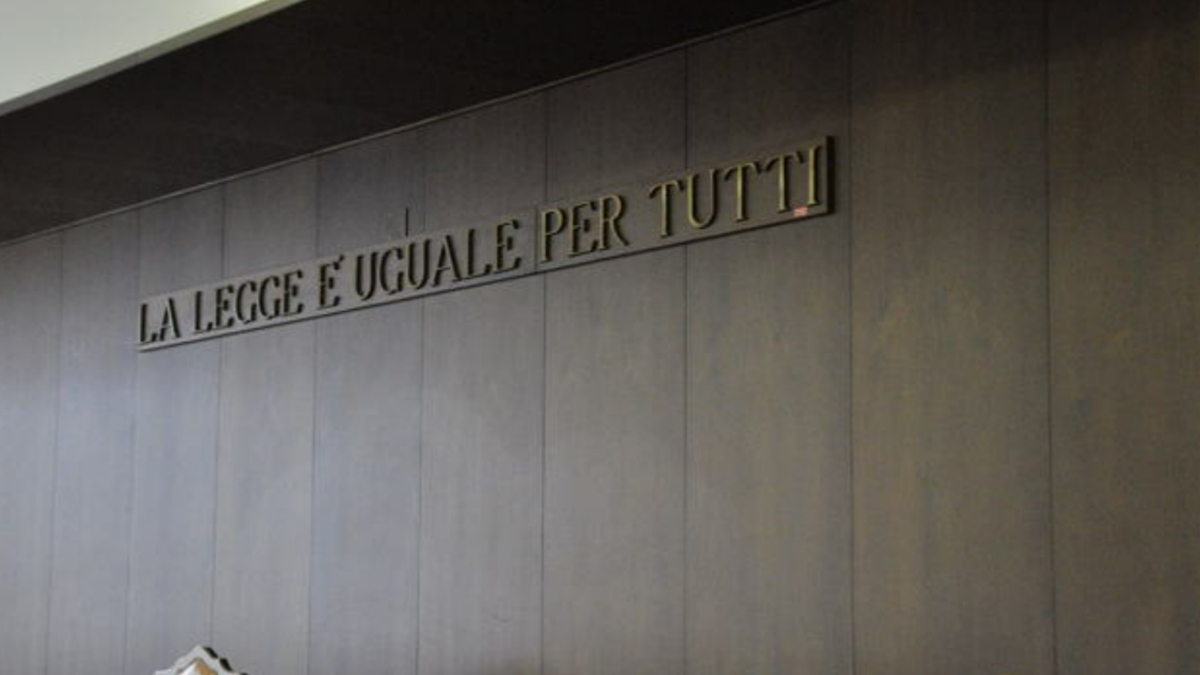 LA LEGGE E' UGUALE PER TUTTI